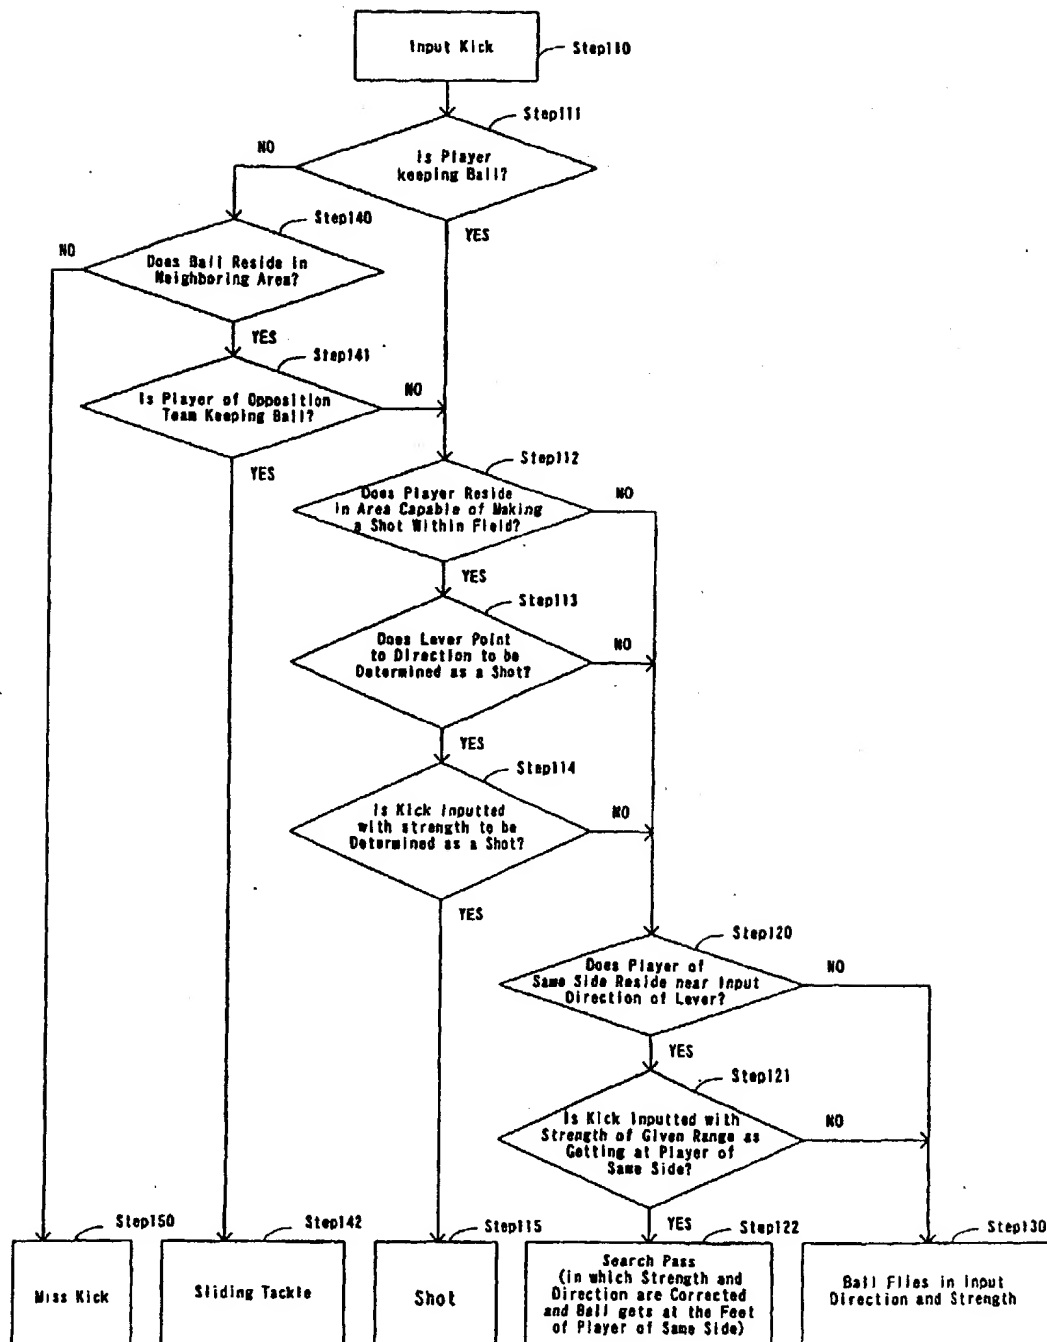 Input Kick
Step110
Step111
Is Player
keeping Ball?
NO
YES
Step140
Does Ball Reside in
Neighboring Area?
NO
YES
Step141
Is Player of Opposition
Team Keeping Ball?
NO
YES
Step112
Does Player Reside
in Area Capable of Making
a Shot Within Field?
NO
YES
Step113
Does Lever Point
to Direction to be
Determined as a Shot?
NO
YES
Step114
Is Kick Inputted
with strength to be
Determined as a Shot?
NO
YES
Step120
Does Player of
Same Side Reside near Input
Direction of Lever?
NO
YES
Step121
Is Kick Inputted with
Strength of Given Range as
Getting at Player of
Same Side?
NO
YES
Step150
Miss Kick
Step142
Sliding Tackle
Step115
Shot
Step122
Search Pass
(in which Strength and
Direction are Corrected
and Ball gets at the Feet
of Player of Same Side)
Step130
Ball Flies in Input
Direction and Strength